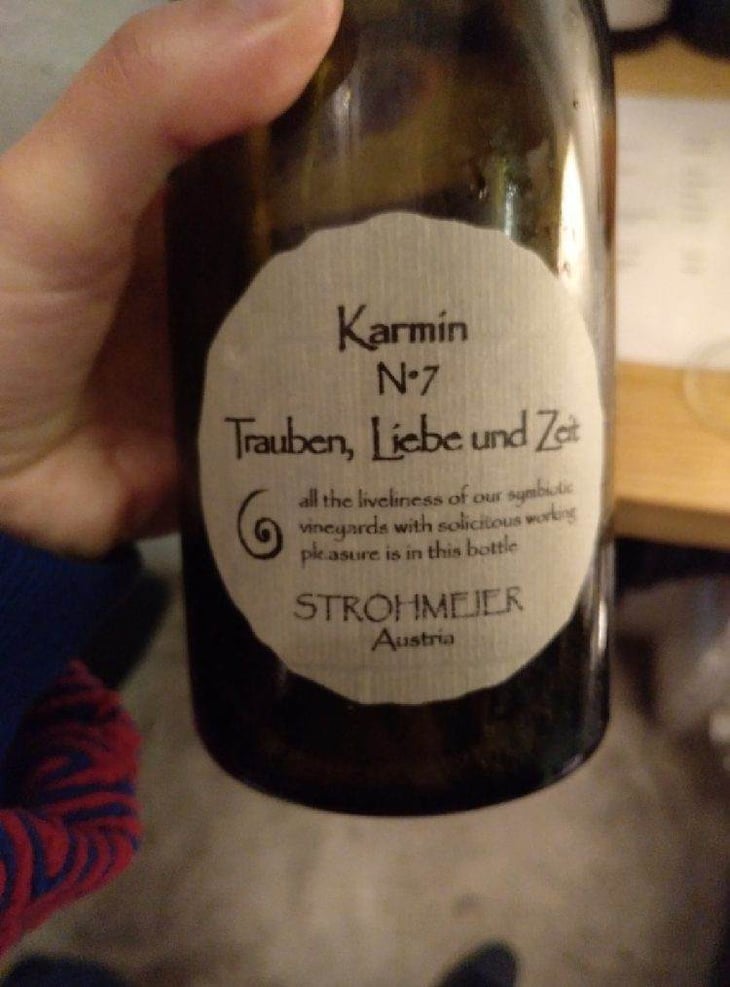 Karmin
N•7
Trauben, Liebe und Zeit
all the liveliness of our symbiotic
vineyards with solicitous working
pleasure is in this bottle
STROHMEIER
Austria